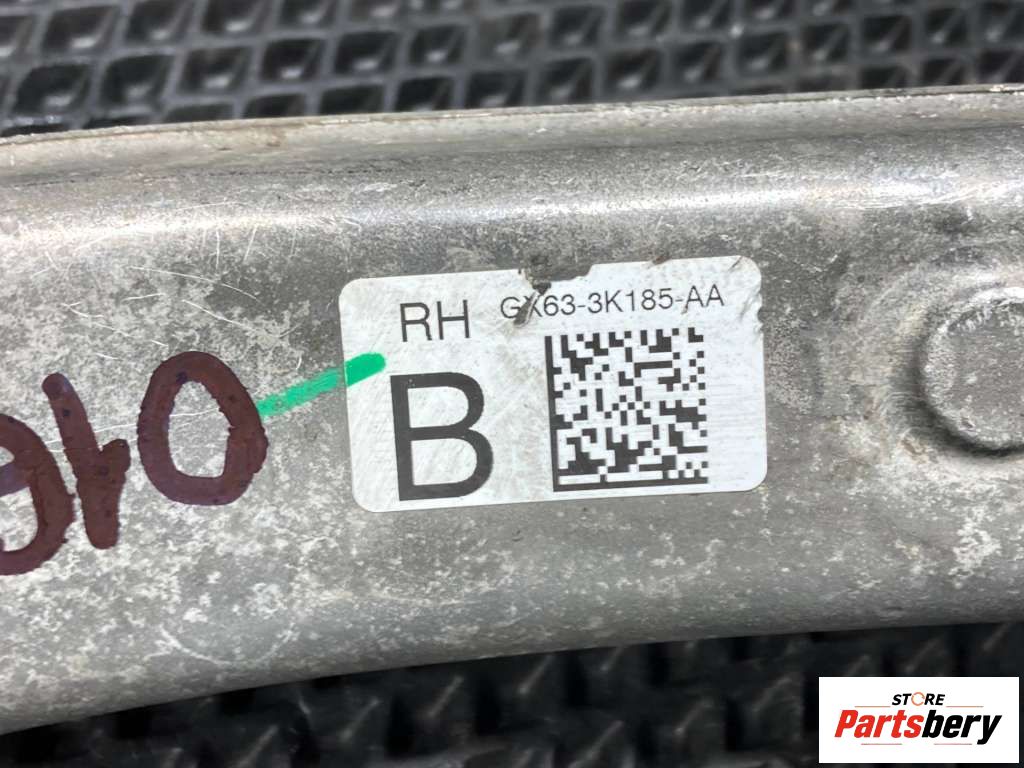 RH GX63-3K185-AA
B
010
STORE
Partsbery